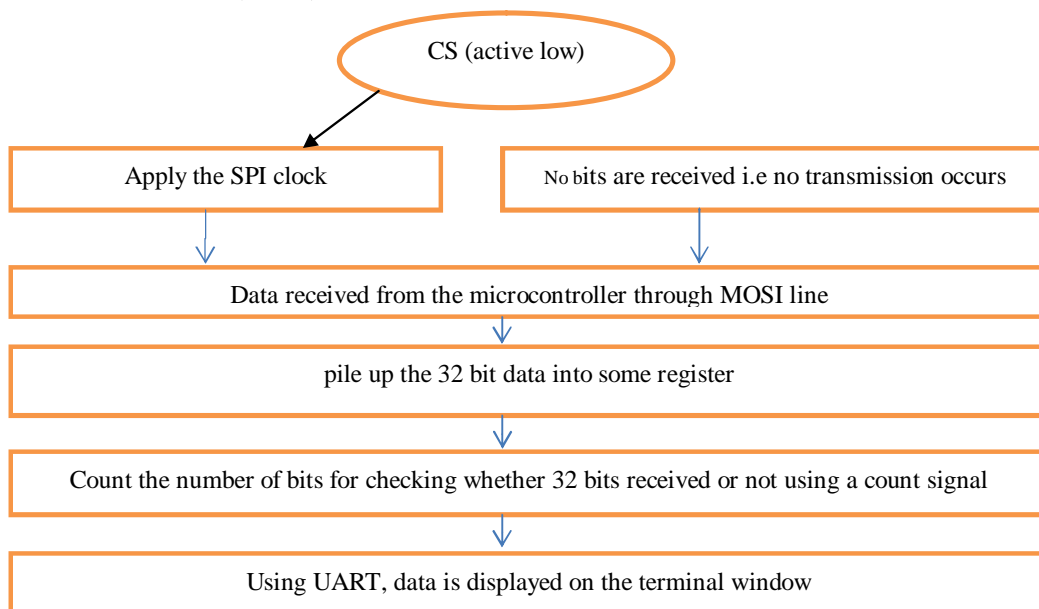 CS (active low)
Apply the SPI clock
No bits are received i.e no transmission occurs
Data received from the microcontroller through MOSI line
pile up the 32 bit data into some register
Count the number of bits for checking whether 32 bits received or not using a count signal
Using UART, data is displayed on the terminal window